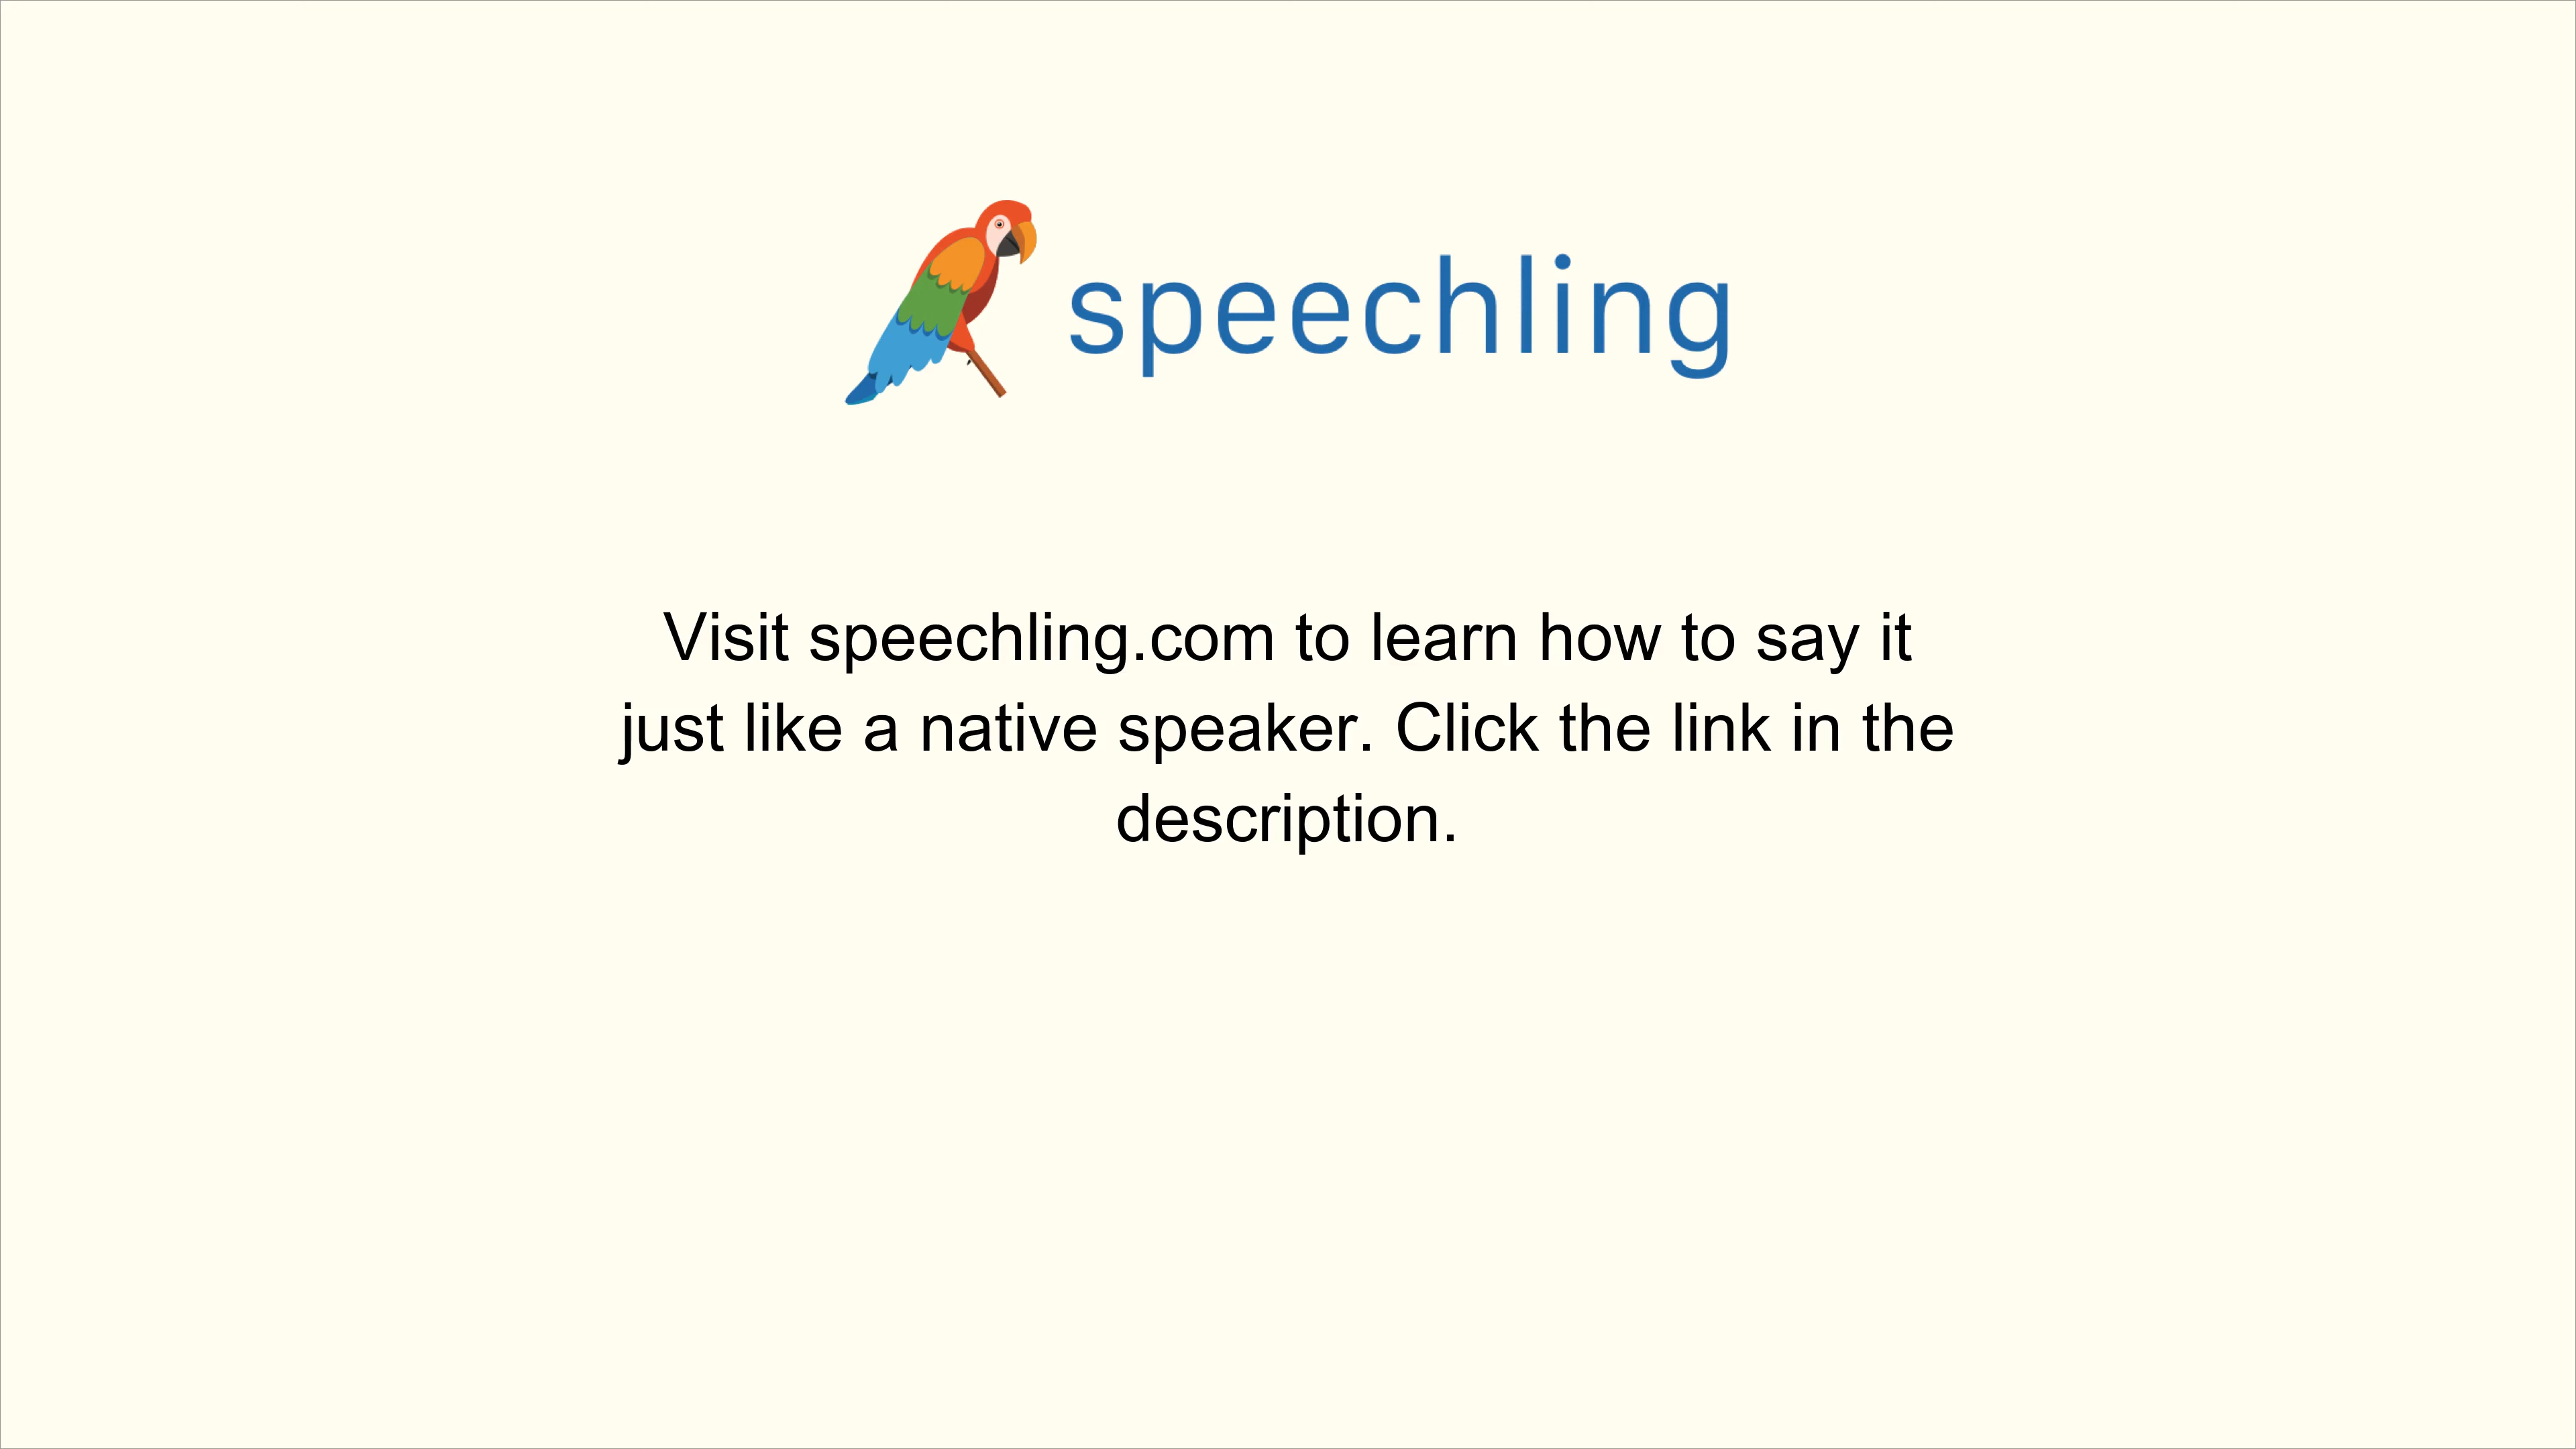 speechling
Visit speechling.com to learn how to say it
just like a native speaker. Click the link in the
description.